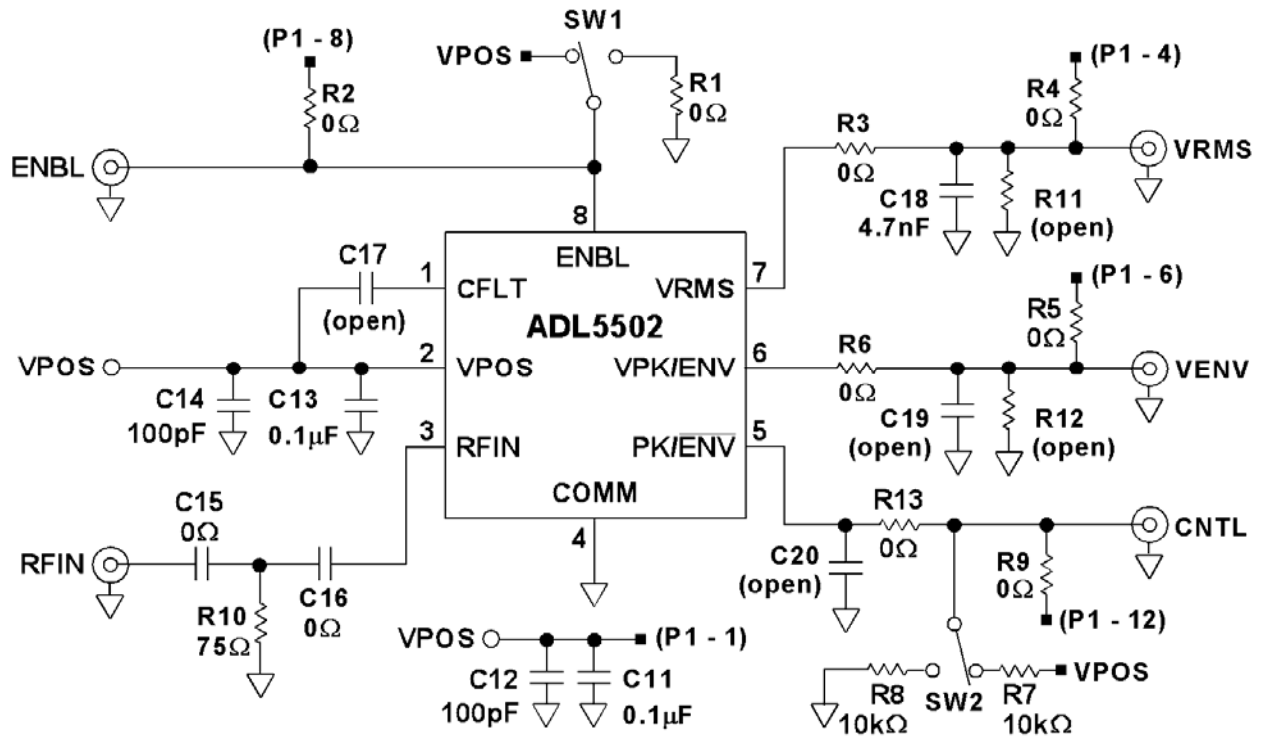 SW1
(P1 - 8)
VPOS
R2
0Ω
R1
0Ω
(P1 - 4)
R4
0Ω
R3
0Ω
ENBL
VRMS
C18
4.7nF
R11
(open)
8
ENBL
C17
(open)
1
CFLT
VRMS
7
ADL5502
(P1 - 6)
R5
0Ω
R6
0Ω
VPOS
2
VPOS
VPK/ENV
6
VENV
C14
100pF
C13
0.1μF
C19
(open)
R12
(open)
3
RFIN
PK/ENV
5
COMM
4
C15
0Ω
RFIN
R10
75Ω
C16
0Ω
R13
0Ω
CNTL
C20
(open)
R9
0Ω
(P1 - 12)
VPOS
(P1 - 1)
C12
100pF
C11
0.1μF
R8
10kΩ
SW2
R7
10kΩ
VPOS